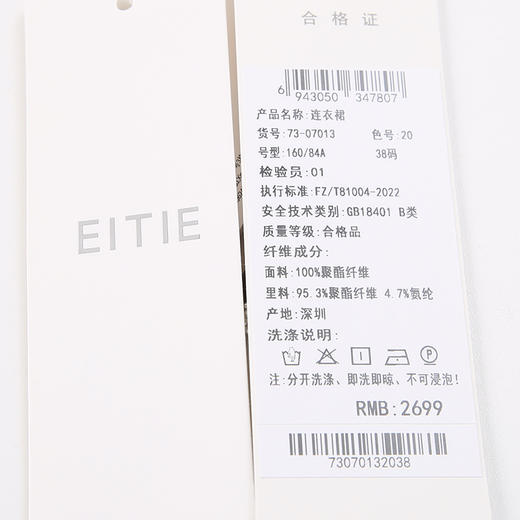 EITIE
合格证
6 943050 347807
产品名称:连衣裙
货号:73-07013 色号:20
号型:160/84A 38码
检验员:01
执行标准:FZ/T81004-2022
安全技术类别:GB18401 B类
质量等级:合格品
纤维成分:
面料:100%聚酯纤维
里料:95.3%聚酯纤维 4.7%氨纶
产地:深圳
洗涤说明:
P
注:分开洗涤、即洗即晾、不可浸泡!
RMB:2699
73070132038